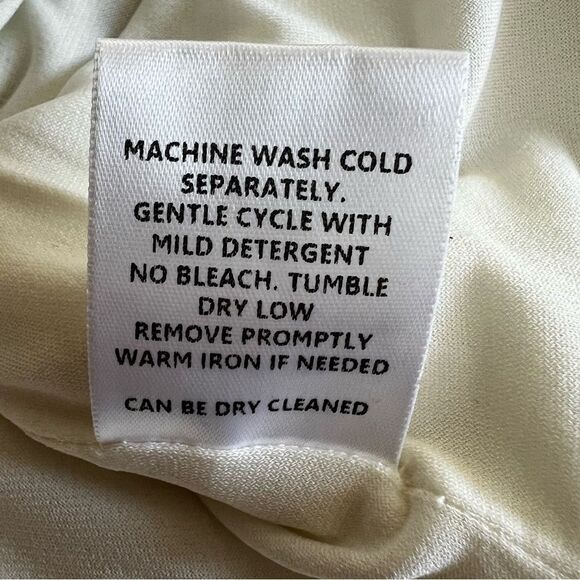 MACHINE WASH COLD
SEPARATELY.
GENTLE CYCLE WITH
MILD DETERGENT
NO BLEACH. TUMBLE
DRY LOW
REMOVE PROMPTLY
WARM IRON IF NEEDED
CAN BE DRY CLEANED